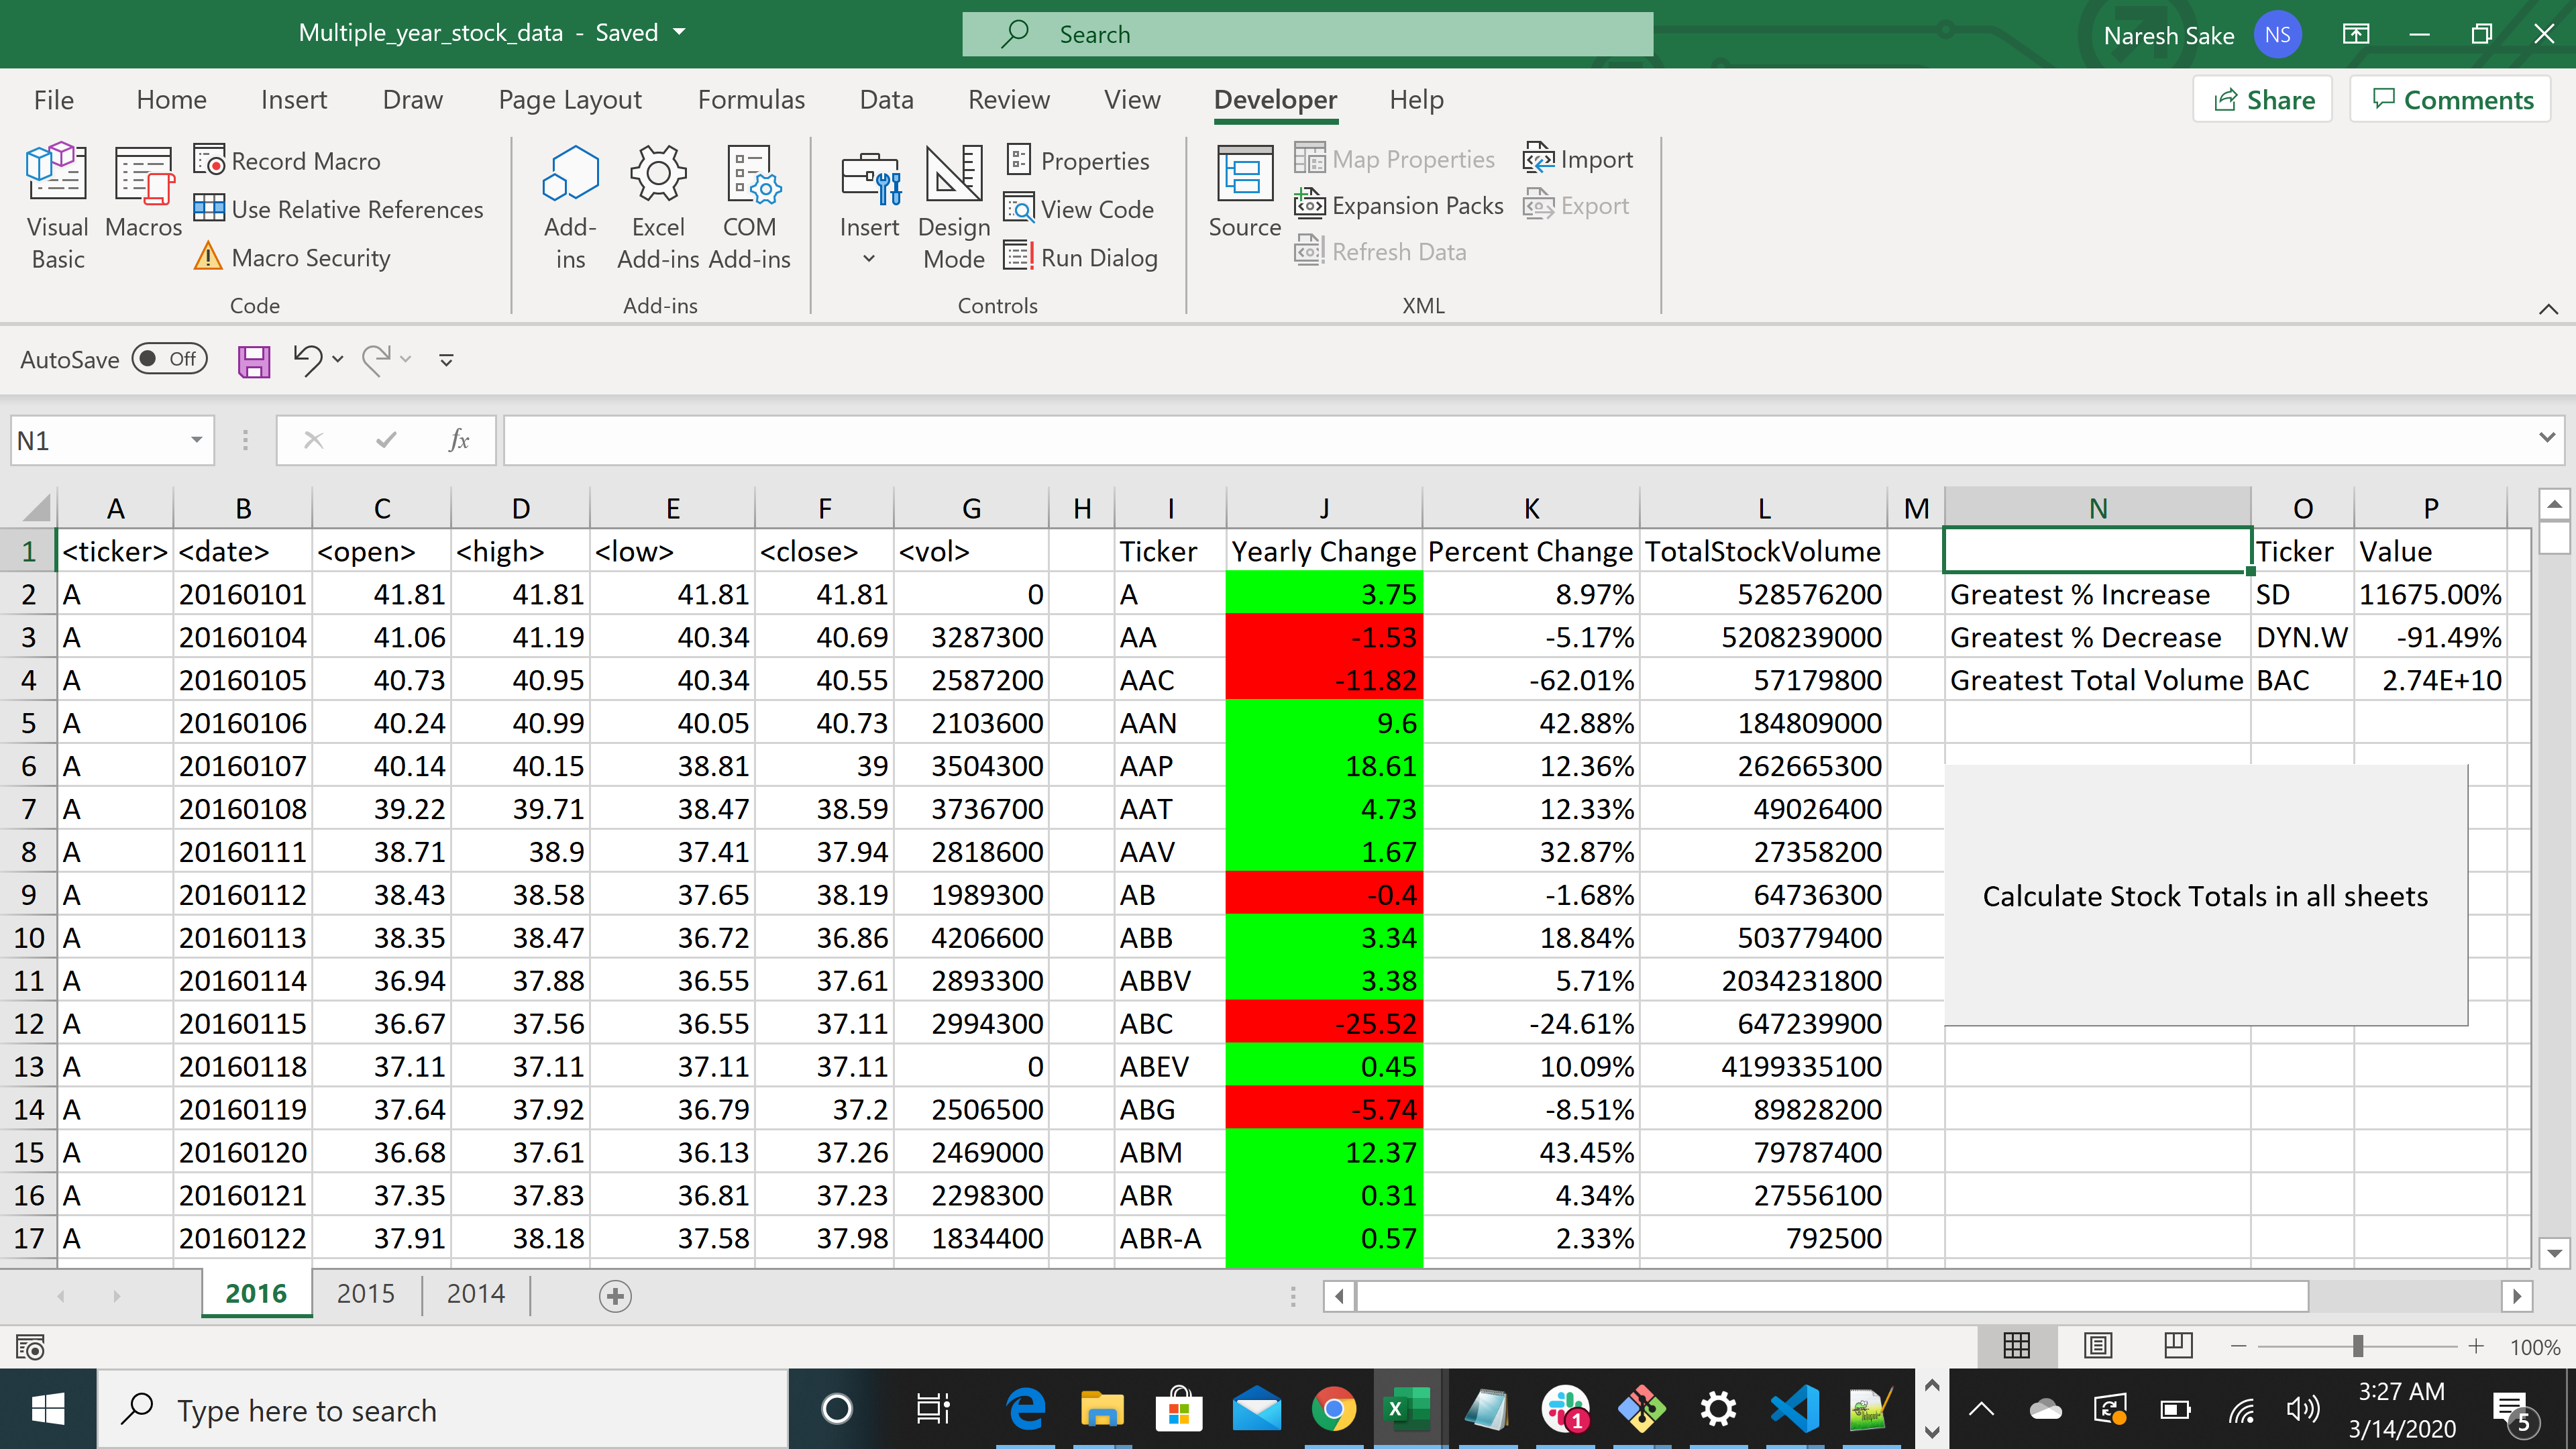 Multiple_year_stock_data - Saved
Search
Naresh Sake NS
File Home Insert Draw Page Layout Formulas Data Review View Developer Help Share Comments
Visual Basic
Macros
Record Macro
Use Relative References
Macro Security
Code
Add-ins
Excel Add-ins
COM Add-ins
Add-ins
Insert
Design Mode
Properties
View Code
Run Dialog
Controls
Source
Map Properties
Expansion Packs
Refresh Data
Import
Export
XML
AutoSave Off
N1 fx
A B C D E F G H I J K L M N O P
1 <ticker> <date> <open> <high> <low> <close> <vol> Ticker Yearly Change Percent Change TotalStockVolume Ticker Value
2 A 20160101 41.81 41.81 41.81 41.81 0 A 3.75 8.97% 528576200 Greatest % Increase SD 11675.00%
3 A 20160104 41.06 41.19 40.34 40.69 3287300 AA -1.53 -5.17% 5208239000 Greatest % Decrease DYN.W -91.49%
4 A 20160105 40.73 40.95 40.34 40.55 2587200 AAC -11.82 -62.01% 57179800 Greatest Total Volume BAC 2.74E+10
5 A 20160106 40.24 40.99 40.05 40.73 2103600 AAN 9.6 42.88% 184809000
6 A 20160107 40.14 40.15 38.81 39 3504300 AAP 18.61 12.36% 262665300
7 A 20160108 39.22 39.71 38.47 38.59 3736700 AAT 4.73 12.33% 49026400
8 A 20160111 38.71 38.9 37.41 37.94 2818600 AAV 1.67 32.87% 27358200
9 A 20160112 38.43 38.58 37.65 38.19 1989300 AB -0.4 -1.68% 64736300 Calculate Stock Totals in all sheets
10 A 20160113 38.35 38.47 36.72 36.86 4206600 ABB 3.34 18.84% 503779400
11 A 20160114 36.94 37.88 36.55 37.61 2893300 ABBV 3.38 5.71% 2034231800
12 A 20160115 36.67 37.56 36.55 37.11 2994300 ABC -25.52 -24.61% 647239900
13 A 20160118 37.11 37.11 37.11 37.11 0 ABEV 0.45 10.09% 4199335100
14 A 20160119 37.64 37.92 36.79 37.2 2506500 ABG -5.74 -8.51% 89828200
15 A 20160120 36.68 37.61 36.13 37.26 2469000 ABM 12.37 43.45% 79787400
16 A 20160121 37.35 37.83 36.81 37.23 2298300 ABR 0.31 4.34% 27556100
17 A 20160122 37.91 38.18 37.58 37.98 1834400 ABR-A 0.57 2.33% 792500
2016 2015 2014
100%
Type here to search
1
3:27 AM
3/14/2020
5